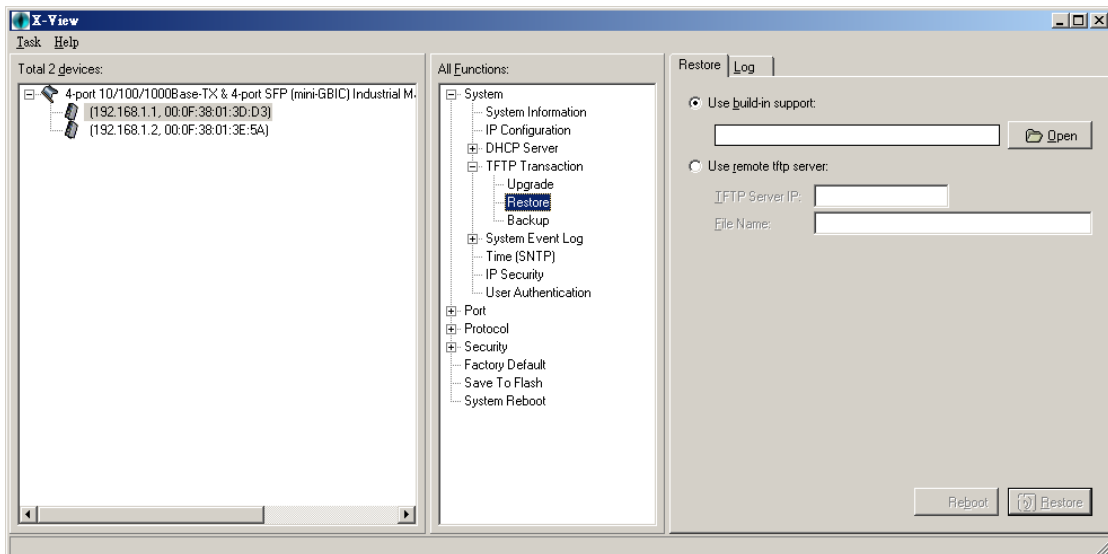 X-View
Task Help
Total 2 devices:
4-port 10/100/1000Base-TX & 4-port SFP (mini-GBIC) Industrial M
(192.168.1.1, 00:0F:38:01:3D:D3)
(192.168.1.2, 00:0F:38:01:3E:5A)
All Functions:
System
System Information
IP Configuration
DHCP Server
TFTP Transaction
Upgrade
Restore
Backup
System Event Log
Time (SNTP)
IP Security
User Authentication
Port
Protocol
Security
Factory Default
Save To Flash
System Reboot
Restore Log
Use build-in support:
Open
Use remote tftp server:
TFTP Server IP:
File Name:
Reboot Restore